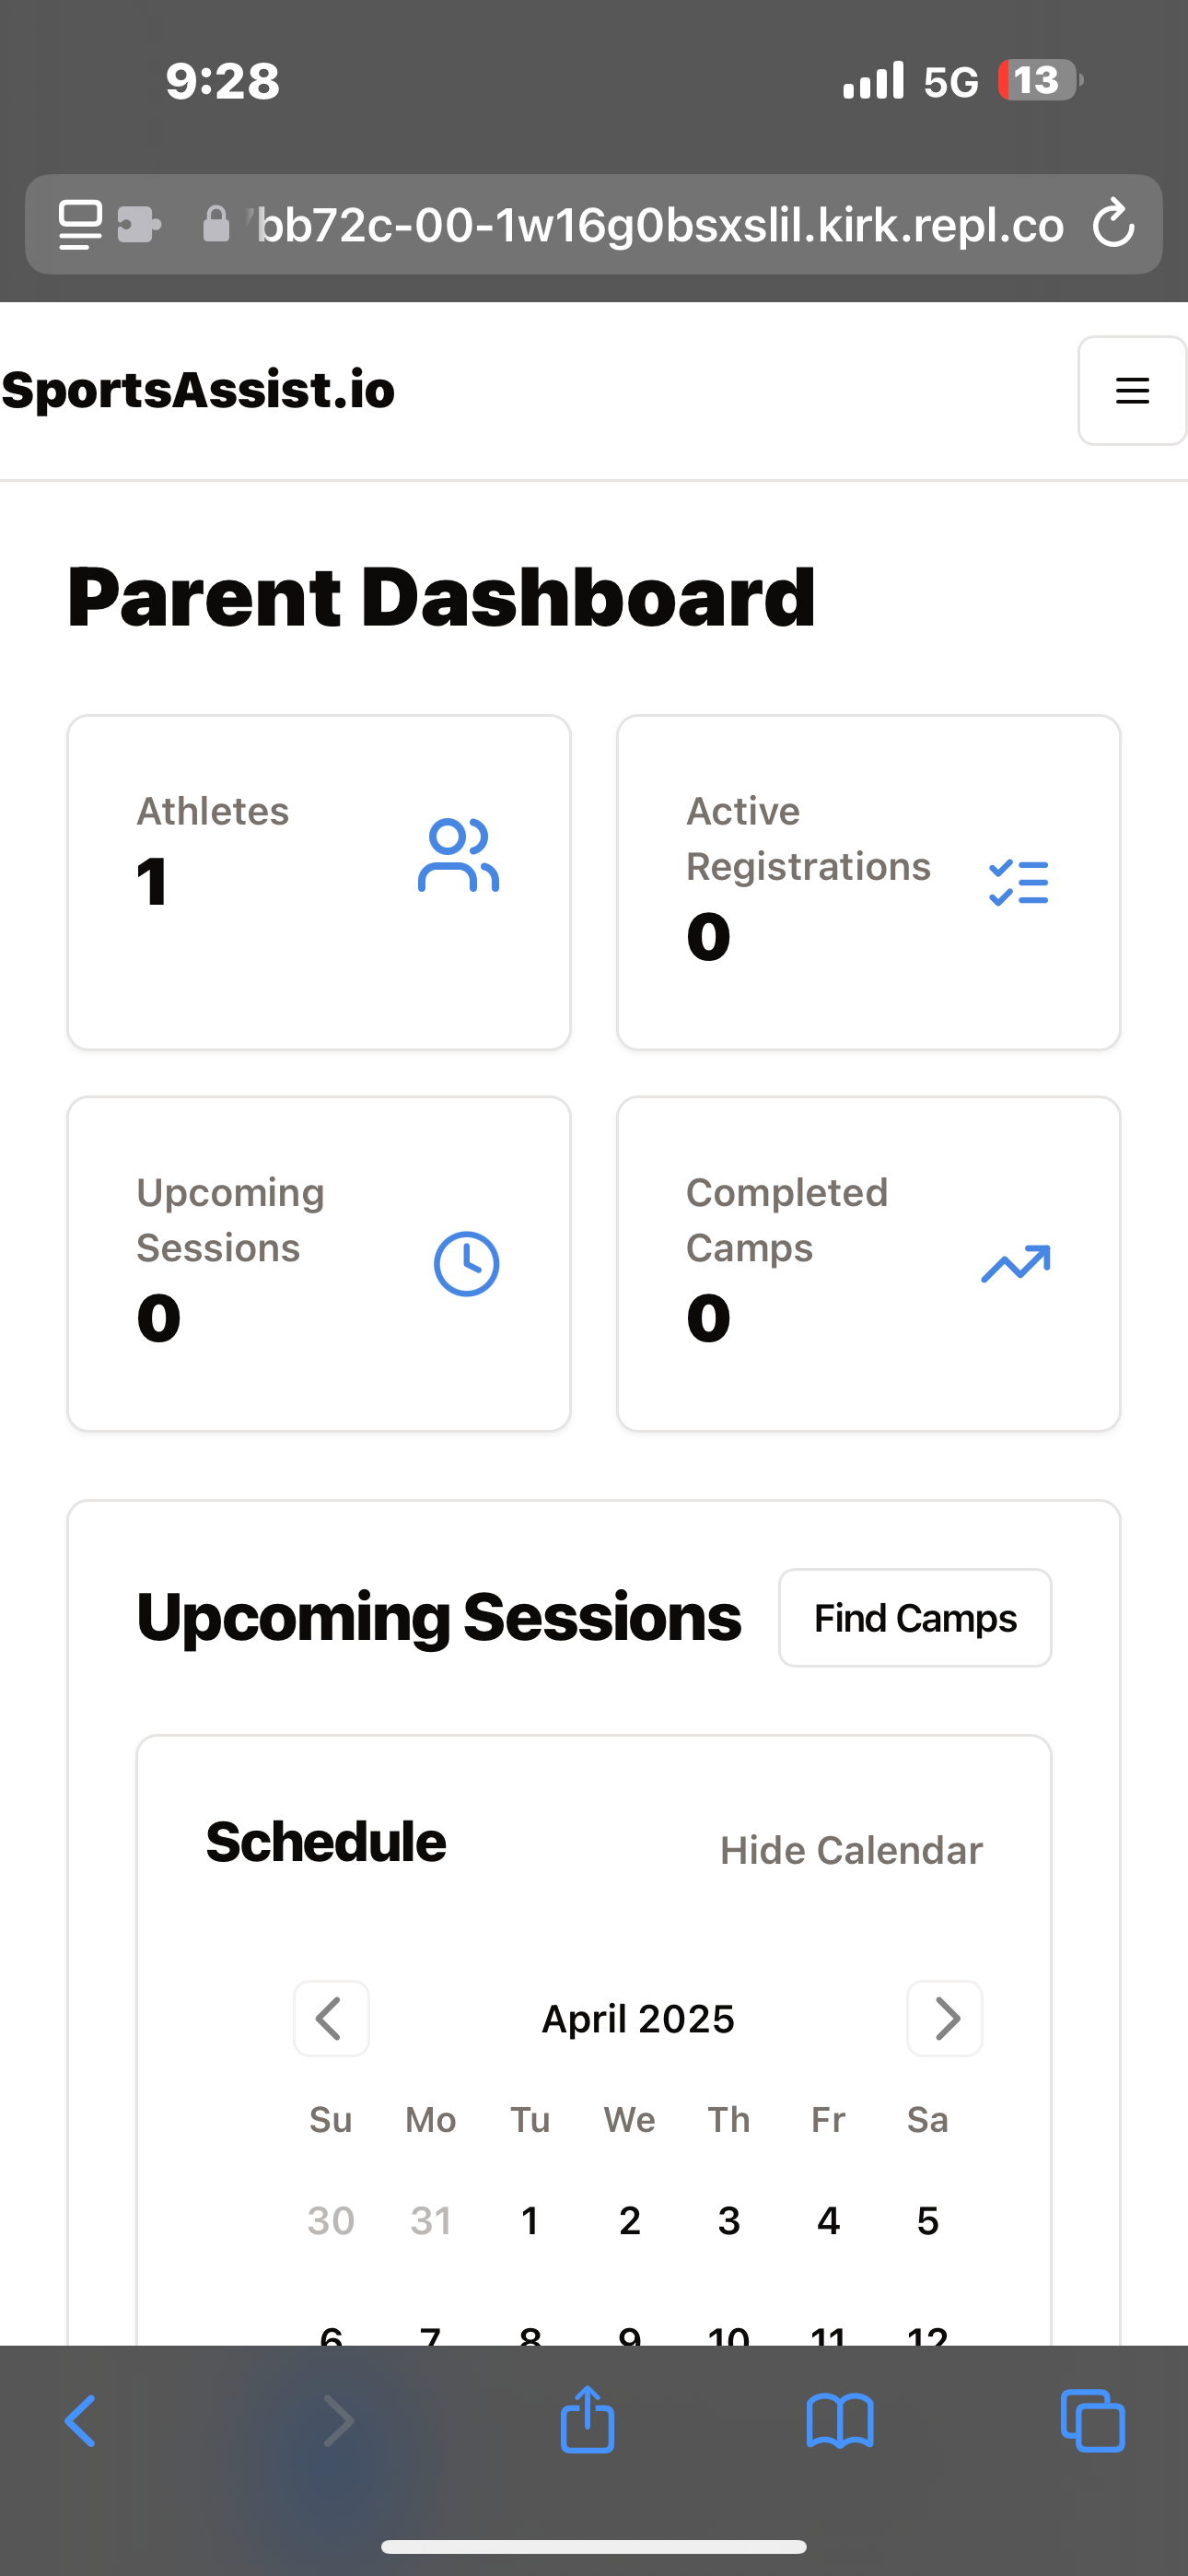 9:28
5G 13
bb72c-00-1w16g0bsxslil.kirk.repl.co
SportsAssist.io
Parent Dashboard
Athletes
1
Active
Registrations
0
Upcoming
Sessions
0
Completed
Camps
0
Upcoming Sessions
Find Camps
Schedule
Hide Calendar
April 2025
Su Mo Tu We Th Fr Sa
30 31 1 2 3 4 5
6 7 8 9 10 11 12